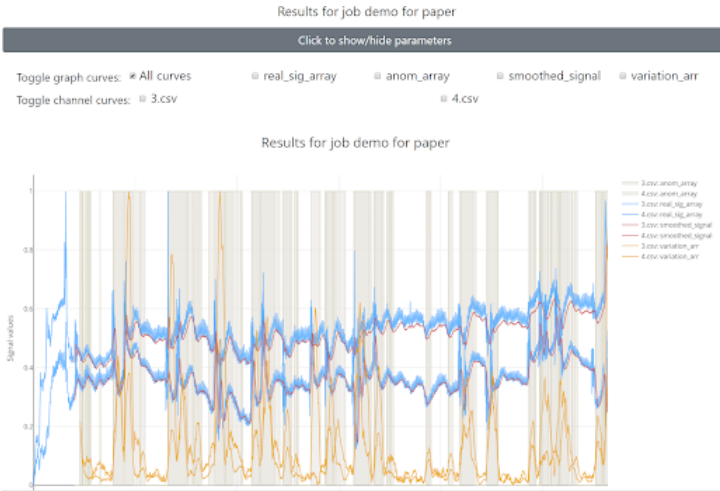 Results for job demo for paper
Click to show/hide parameters
Toggle graph curves: All curves real_sig_array anom_array smoothed_signal variation_arr
Toggle channel curves: 3.csv 4.csv
Results for job demo for paper
3.csv: anom_array
4.csv: anom_array
3.csv: real_sig_array
4.csv: real_sig_array
3.csv: smoothed_signal
4.csv: smoothed_signal
3.csv: variation_arr
4.csv: variation_arr
1
0.8
0.6
0.4
0.2
0
Signal values